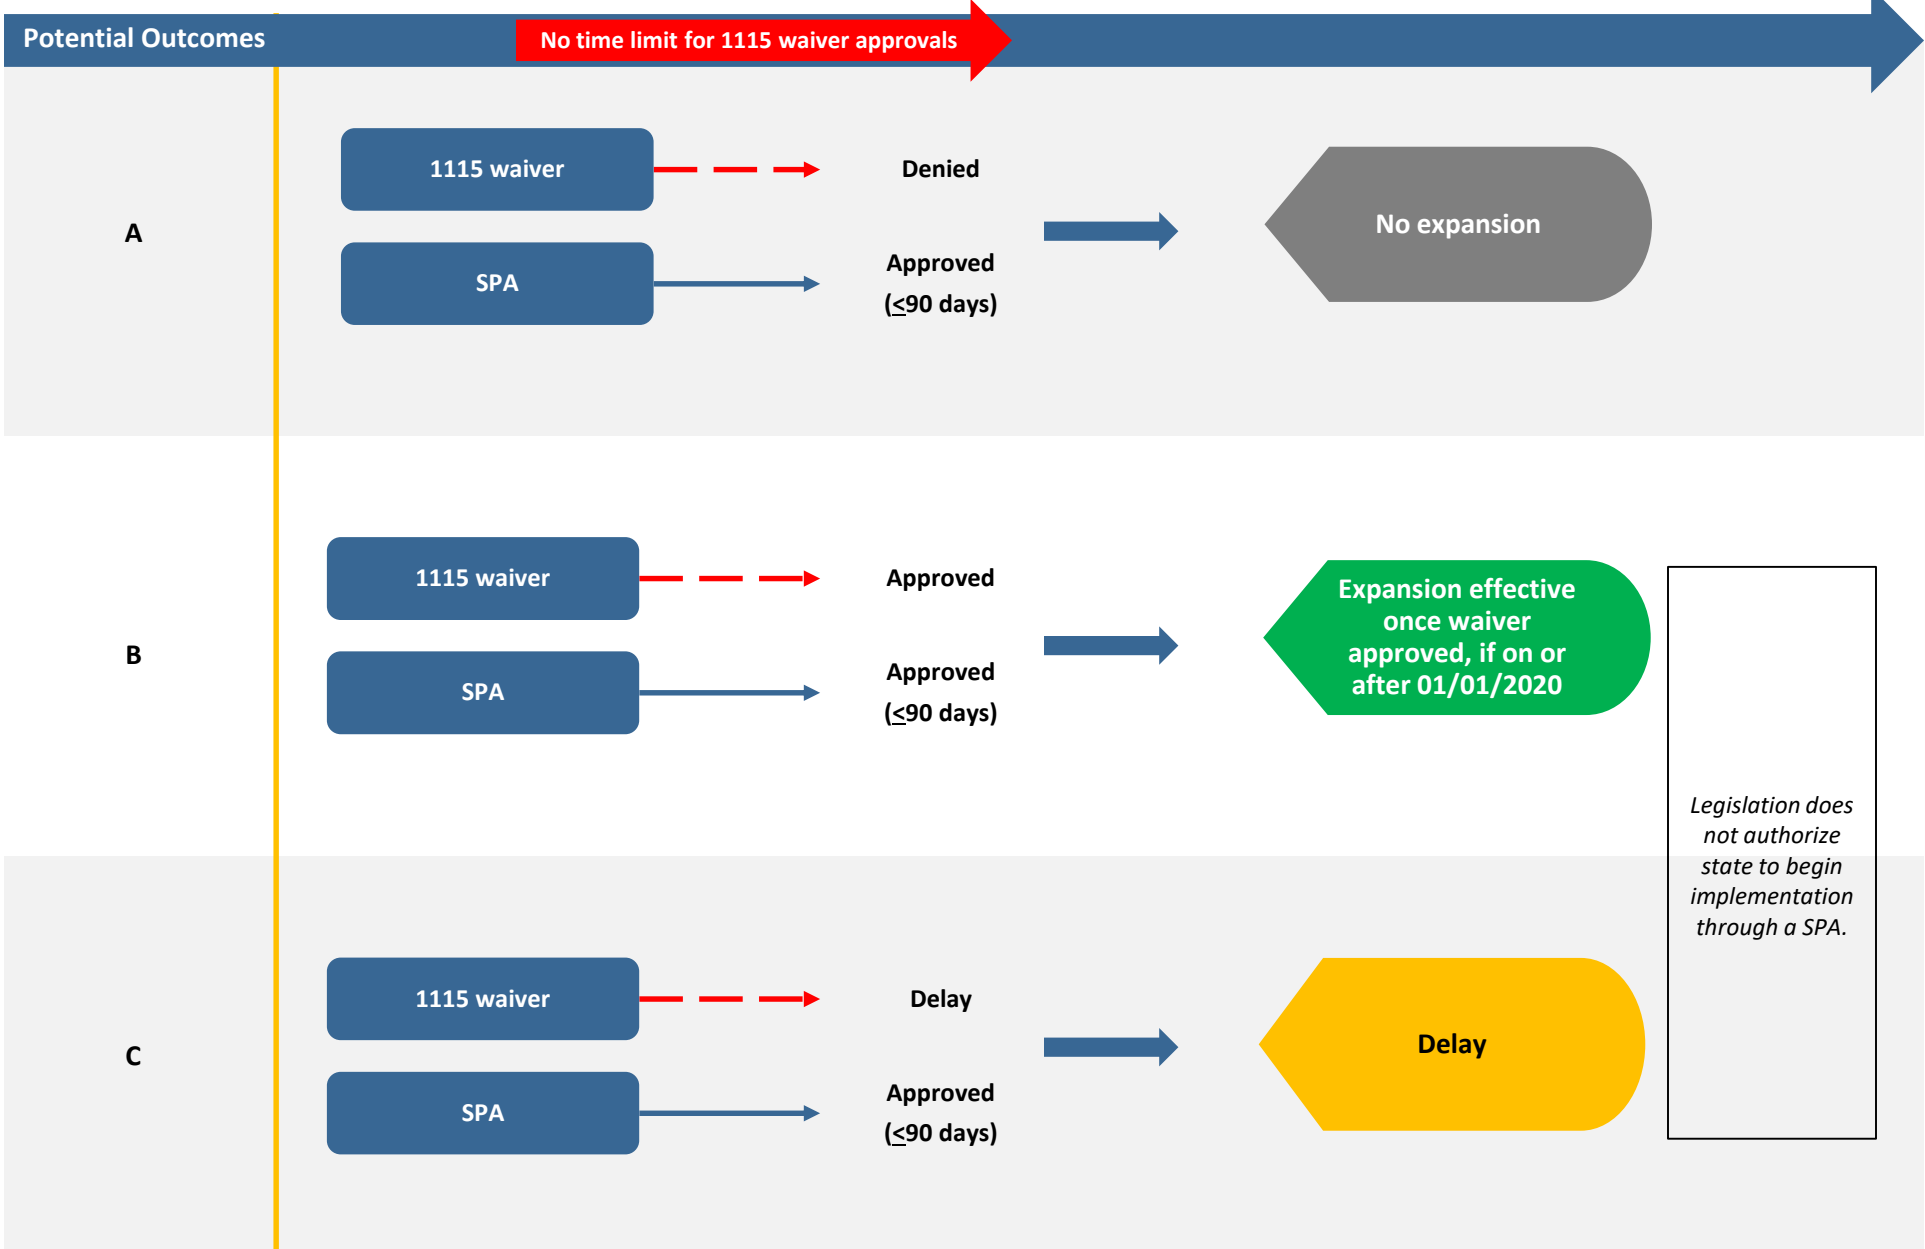 Potential Outcomes
No time limit for 1115 waiver approvals
A
1115 waiver
Denied
SPA
Approved
(≤90 days)
No expansion
B
1115 waiver
Approved
SPA
Approved
(≤90 days)
Expansion effective
once waiver
approved, if on or
after 01/01/2020
Legislation does
not authorize
state to begin
implementation
through a SPA.
C
1115 waiver
Delay
SPA
Approved
(≤90 days)
Delay